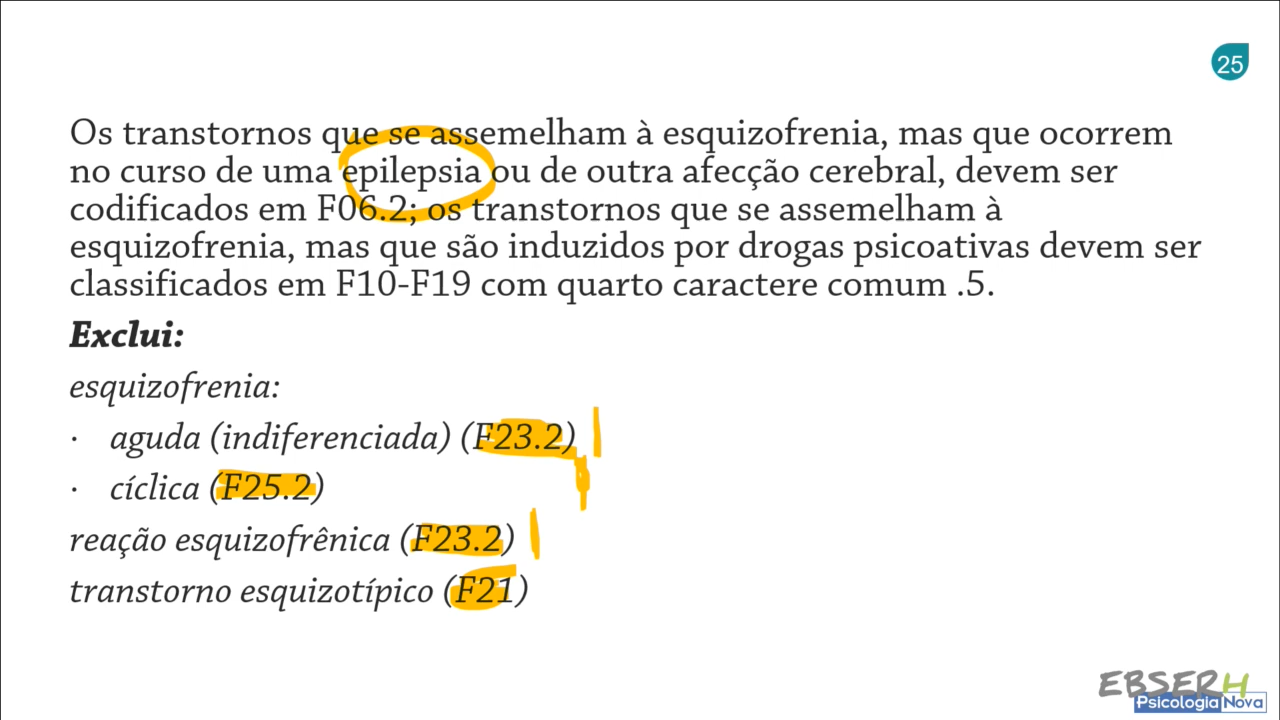 25
Os transtornos que se assemelham à esquizofrenia, mas que ocorrem
no curso de uma epilepsia ou de outra afecção cerebral, devem ser
codificados em F06.2; os transtornos que se assemelham à
esquizofrenia, mas que são induzidos por drogas psicoativas devem ser
classificados em F10-F19 com quarto caractere comum .5.
Exclui:
esquizofrenia:
· aguda (indiferenciada) (F23.2)
· cíclica (F25.2)
reação esquizofrênica (F23.2)
transtorno esquizotípico (F21)
EBSERH
Psicologia Nova